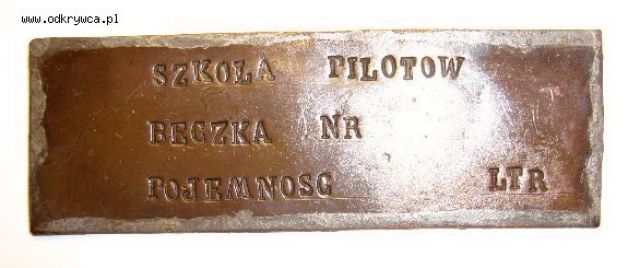 www.odkrywca.pl
SZKOŁA PILOTOW
BECZKA NR
POJEMNOSC LTR